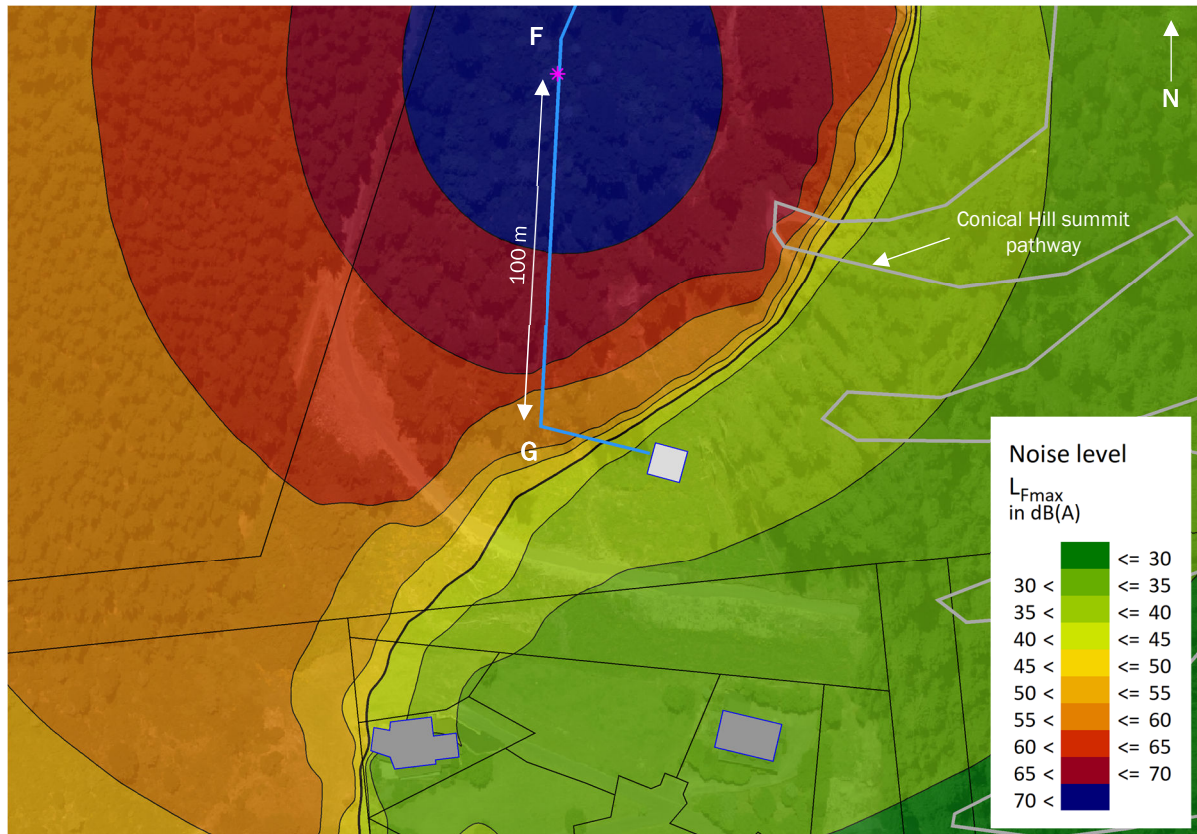 F
N
100 m
Conical Hill summit
pathway
G
Noise level
LFmax
in dB(A)
<= 30
30 < <= 35
35 < <= 40
40 < <= 45
45 < <= 50
50 < <= 55
55 < <= 60
60 < <= 65
65 < <= 70
70 <